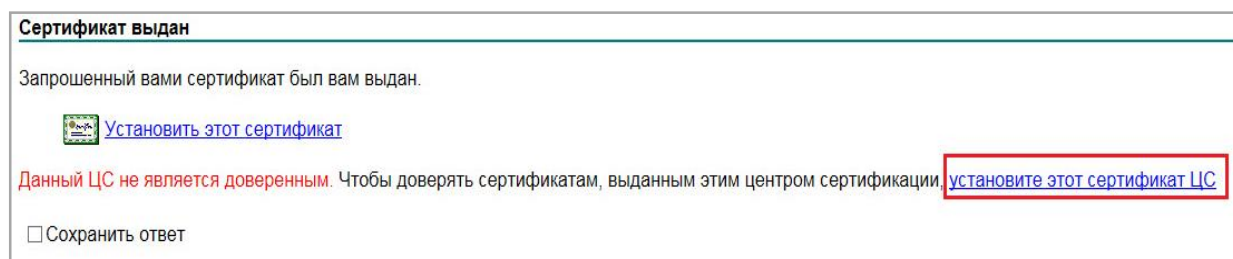 Сертификат выдан
Запрошенный вами сертификат был вам выдан.
Установить этот сертификат
Данный ЦС не является доверенным. Чтобы доверять сертификатам, выданным этим центром сертификации, установите этот сертификат ЦС
Сохранить ответ